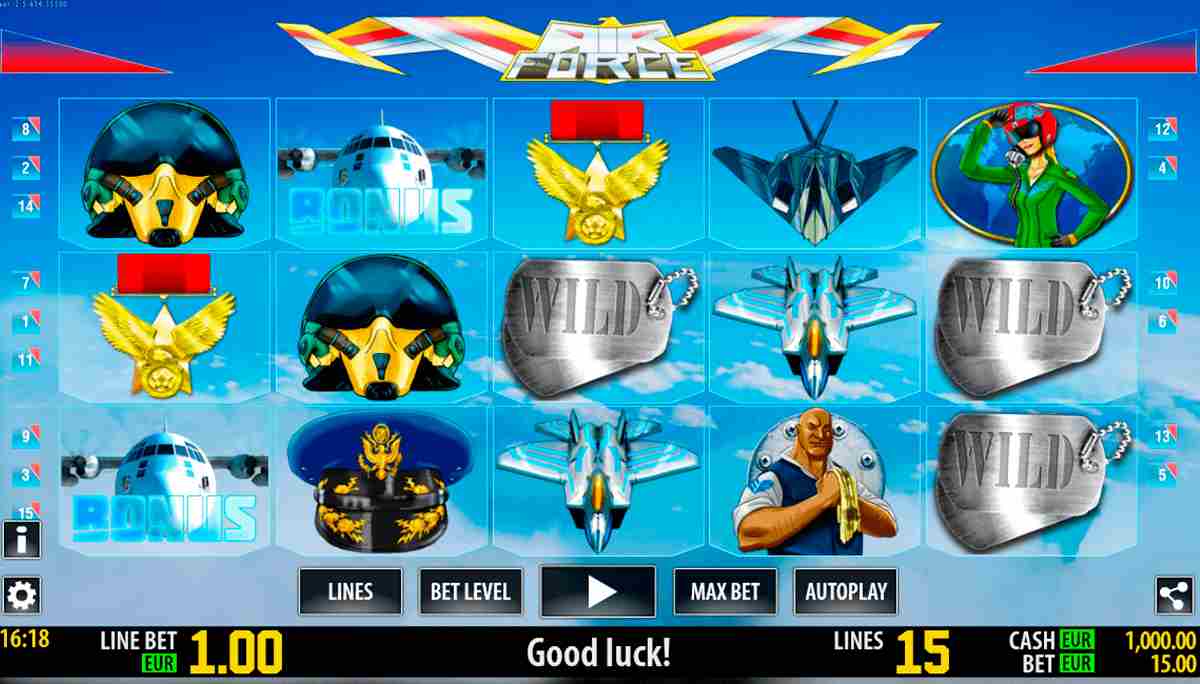 AIR
FORCE
8
12
2
4
14
BONUS
7
10
1
6
11
WILD
WILD
9
13
3
5
15
BONUS
WILD
i
LINES
BET LEVEL
MAX BET
AUTOPLAY
16:18
LINE BET
EUR
1.00
Good luck!
LINES
15
CASH EUR 1,000.00
BET EUR 15.00